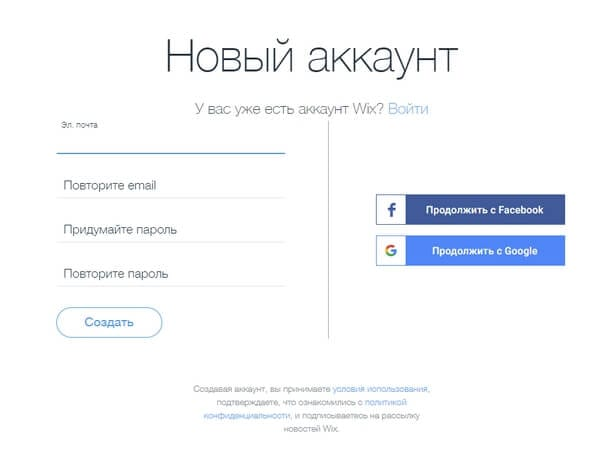 Новый аккаунт
У вас уже есть аккаунт Wix? Войти
Эл. почта
Повторите email
Придумайте пароль
Повторите пароль
Создать
Продолжить с Facebook
Продолжить с Google
Создавая аккаунт, вы принимаете условия использования,
подтверждаете, что ознакомились с политикой
конфиденциальности, и подписываетесь на рассылку
новостей Wix.